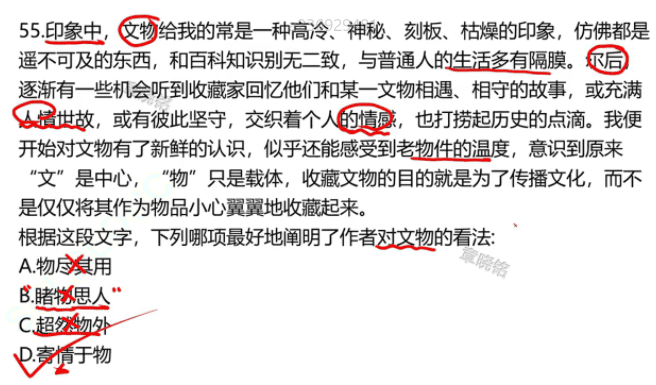 55.印象中，文物给我的常是一种高冷、神秘、刻板、枯燥的印象，仿佛都是
遥不可及的东西，和百科知识别无二致，与普通人的生活多有隔膜。尔后，
逐渐有一些机会听到收藏家回忆他们和某一文物相遇、相守的故事，或充满
人情世故，或有彼此坚守，交织着个人的情感，也打捞起历史的点滴。我便
开始对文物有了新鲜的认识，似乎还能感受到老物件的温度，意识到原来
“文”是中心，“物”只是载体，收藏文物的目的就是为了传播文化，而不
是仅仅将其作为物品小心翼翼地收藏起来。
根据这段文字，下列哪项最好地阐明了作者对文物的看法:
A.物尽其用
B.睹物思人
C.超然物外
D.寄情于物